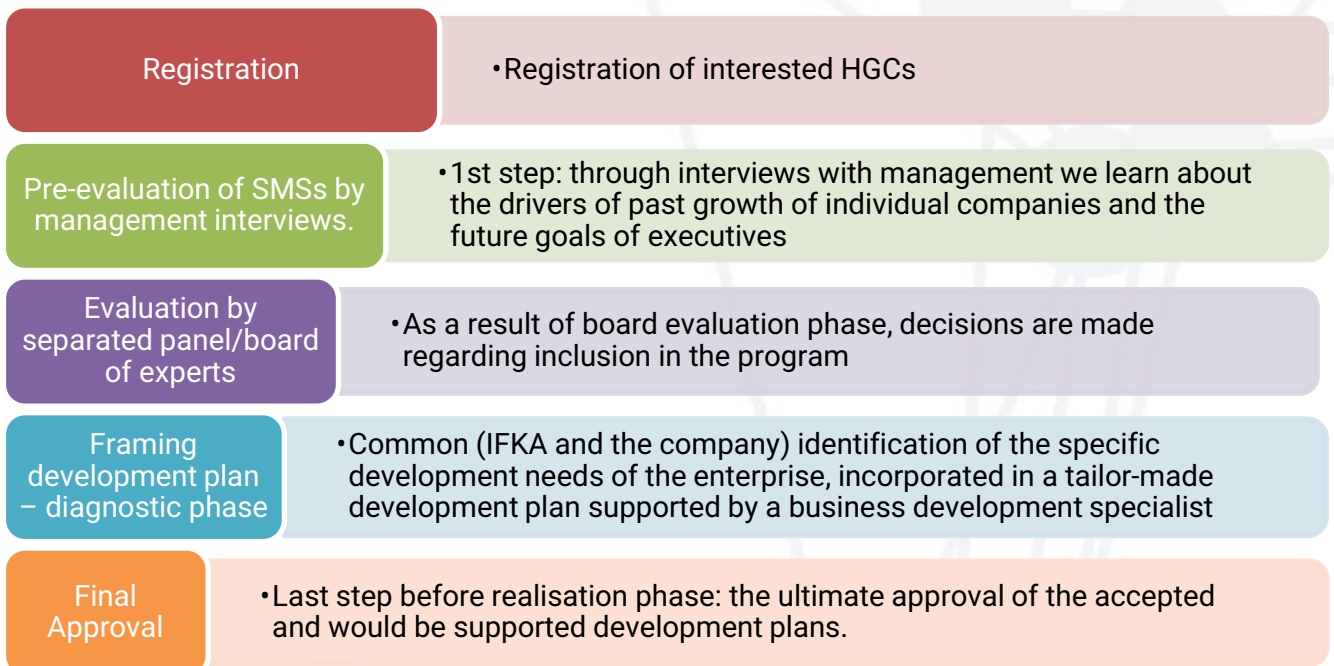 Registration
•Registration of interested HGCs
Pre-evaluation of SMSs by
management interviews.
•1st step: through interviews with management we learn about
the drivers of past growth of individual companies and the
future goals of executives
Evaluation by
separated panel/board
of experts
•As a result of board evaluation phase, decisions are made
regarding inclusion in the program
Framing
development plan
– diagnostic phase
•Common (IFKA and the company) identification of the specific
development needs of the enterprise, incorporated in a tailor-made
development plan supported by a business development specialist
Final
Approval
•Last step before realisation phase: the ultimate approval of the accepted
and would be supported development plans.